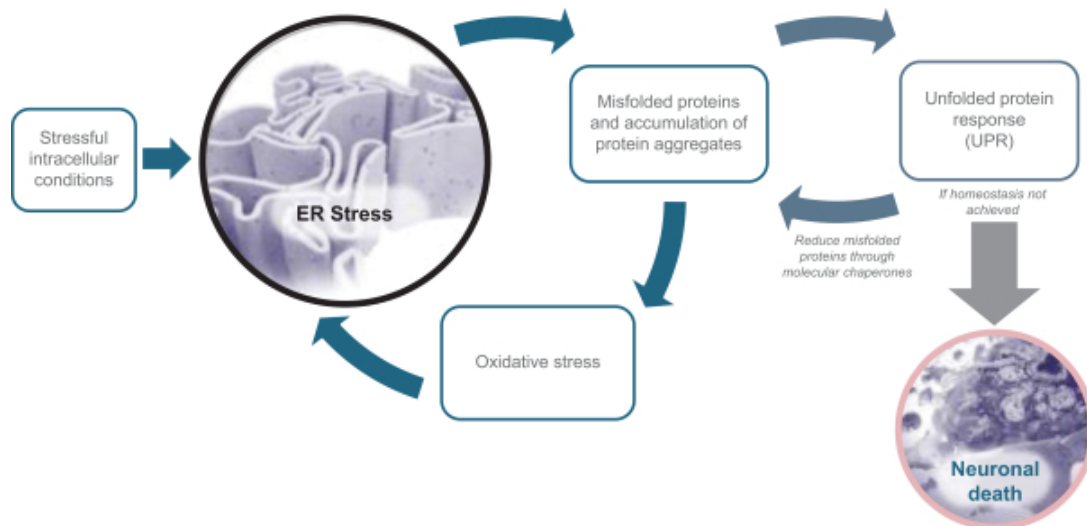 Stressful
intracellular
conditions
ER Stress
Misfolded proteins
and accumulation of
protein aggregates
Unfolded protein
response
(UPR)
If homeostasis not
achieved
Reduce misfolded
proteins through
molecular chaperones
Oxidative stress
Neuronal
death